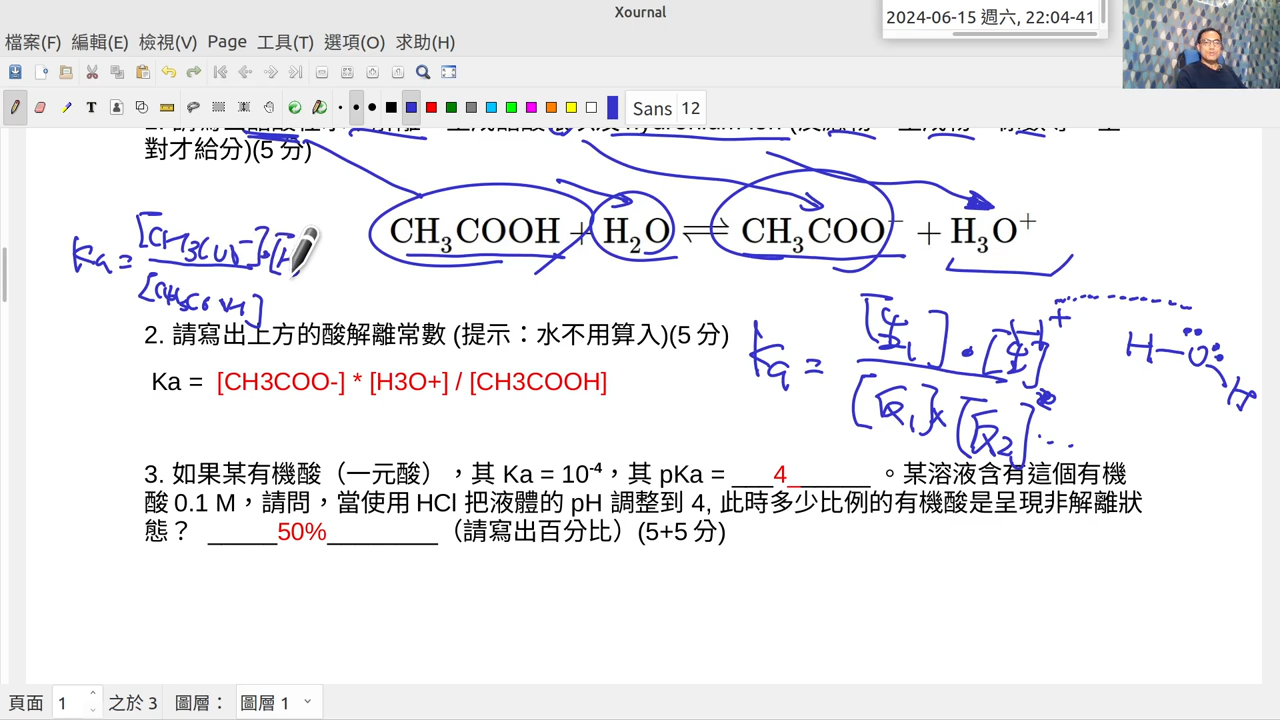 Xournal
2024-06-15 週六, 22:04-41
檔案(F) 編輯(E) 檢視(V) Page 工具(T) 選項(O) 求助(H)
T
Sans 12
對才給分)(5 分)
CH₃COOH + H₂O ⇌ CH₃COO⁻ + H₃O⁺
Ka =
[CH3COOH]
2. 請寫出上方的酸解離常數 (提示：水不用算入)(5 分)
Ka = [CH3COO-] * [H3O+] / [CH3COOH]
Ka =
H—O
H
3. 如果某有機酸（一元酸），其 Ka = 10⁻⁴，其 pKa = ___4______ 。某溶液含有這個有機
酸 0.1 M，請問，當使用 HCl 把液體的 pH 調整到 4, 此時多少比例的有機酸是呈現非解離狀
態？ _____50%________（請寫出百分比）(5+5 分)
頁面 1 之於 3 圖層： 圖層 1